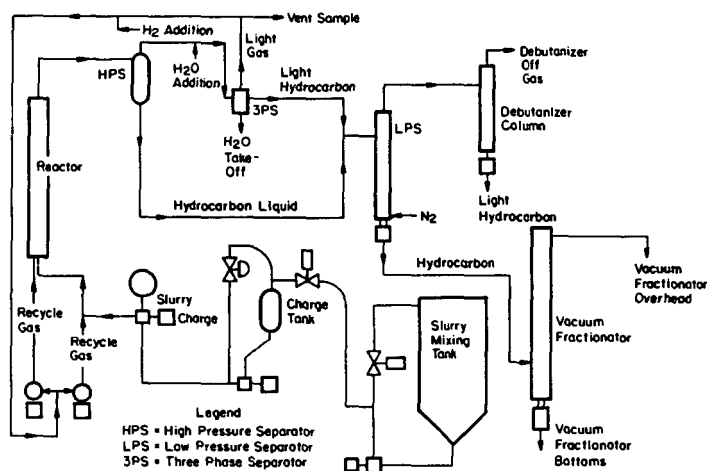 Vent Sample
H2 Addition
HPS
H2O
Addition
Light
Gas
Light
Hydrocarbon
3PS
H2O
Take-
Off
LPS
Debutanizer
Off
Gas
Debutanizer
Column
Reactor
Hydrocarbon Liquid
N2
Light
Hydrocarbon
Hydrocarbon
Vacuum
Fractionator
Overhead
Recycle
Gas
Recycle
Gas
Slurry
Charge
Charge
Tank
Slurry
Mixing
Tank
Vacuum
Fractionator
Legend
HPS = High Pressure Separator
LPS = Low Pressure Separator
3PS = Three Phase Separator
Vacuum
Fractionator
Bottoms